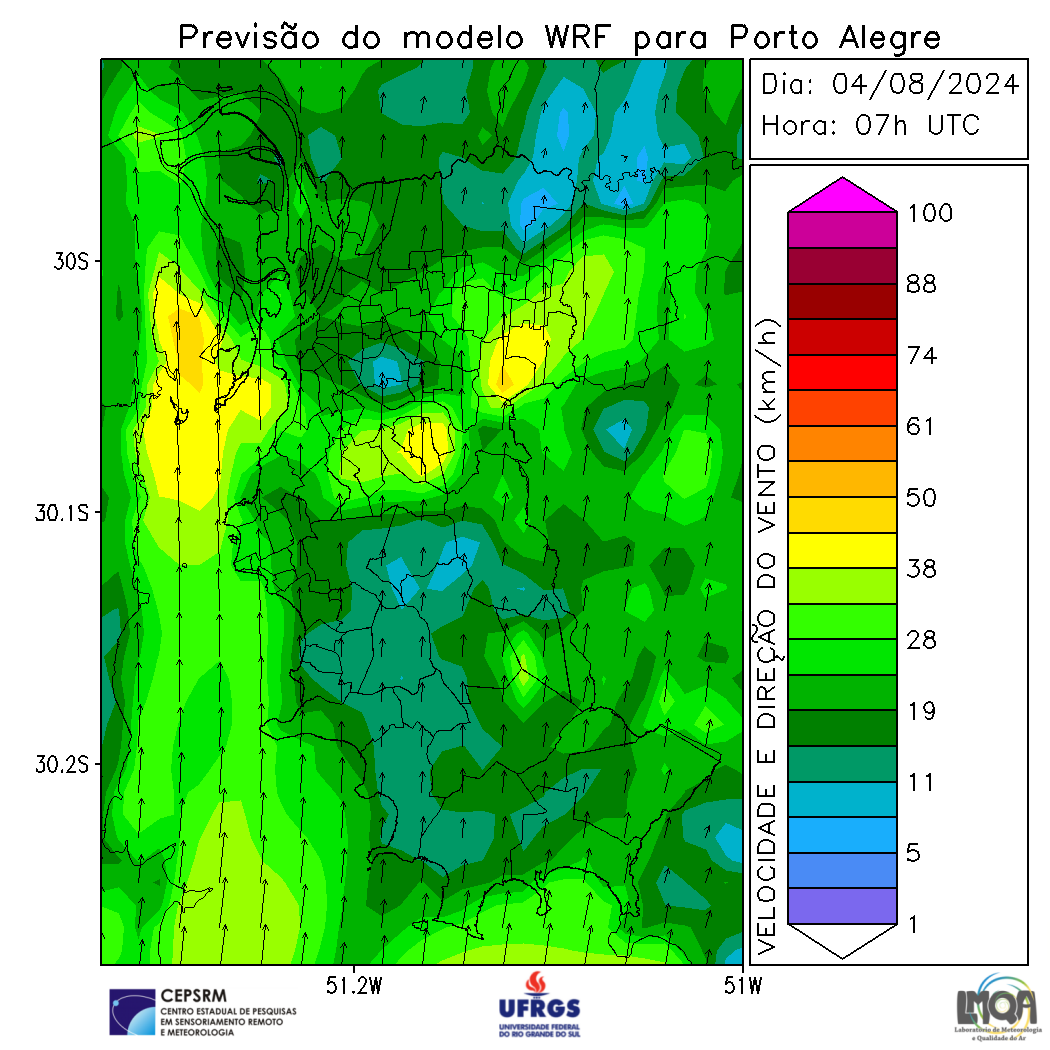 Previsão do modelo WRF para Porto Alegre
Dia: 04/08/2024
Hora: 07h UTC
30S
30.1S
30.2S
51.2W
51W
VELOCIDADE E DIREÇÃO DO VENTO (km/h)
100
88
74
61
50
38
28
19
11
5
1
CEPSRM
CENTRO ESTADUAL DE PESQUISAS
EM SENSORIAMENTO REMOTO
E METEOROLOGIA
UFRGS
UNIVERSIDADE FEDERAL
DO RIO GRANDE DO SUL
LMQA
Laboratório de Meteorologia
e Qualidade do Ar